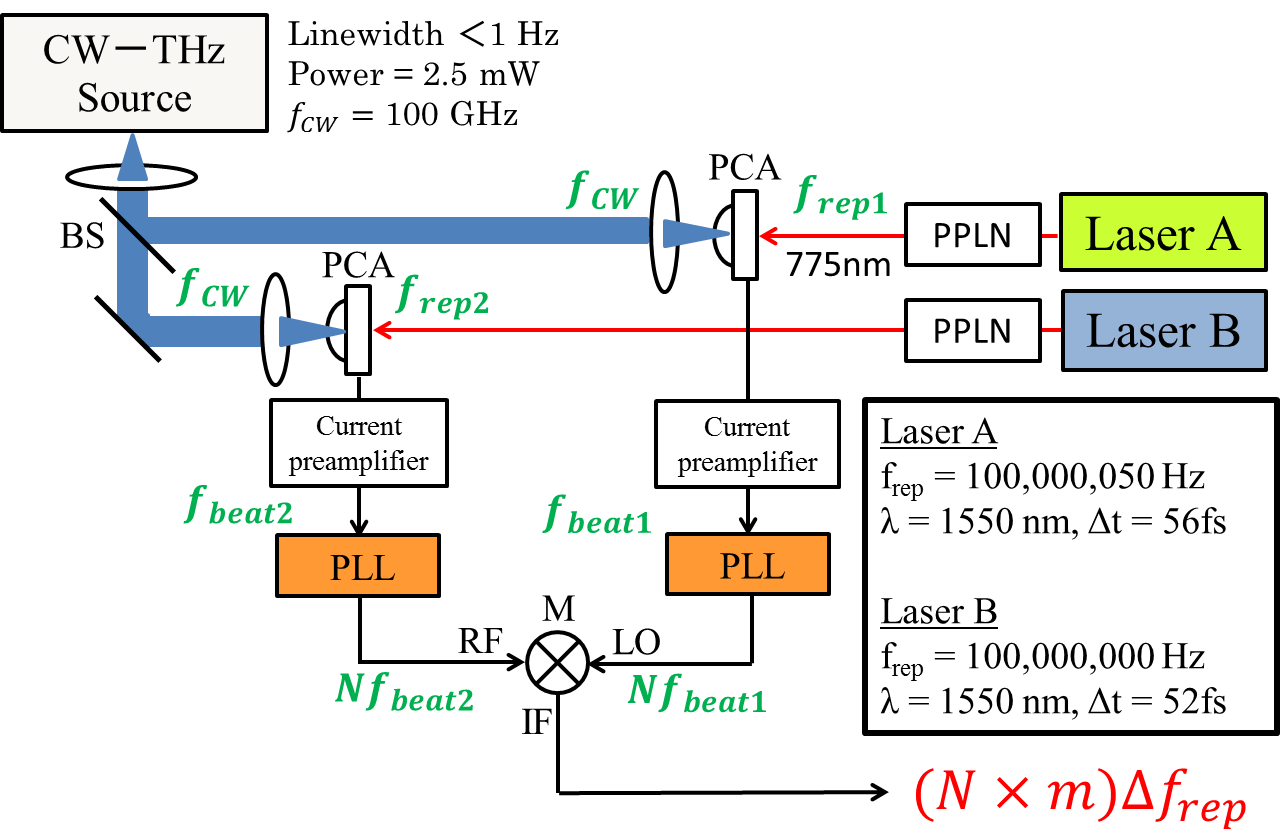 CW－THz
Source
Linewidth ＜1 Hz
Power = 2.5 mW
f_CW = 100 GHz
BS
f_CW
PCA
f_rep1
775nm
PPLN
Laser A
f_CW
PCA
f_rep2
PPLN
Laser B
Current
preamplifier
Current
preamplifier
f_beat2
f_beat1
PLL
PLL
M
RF
LO
Nf_beat2
Nf_beat1
IF
Laser A
f_rep = 100,000,050 Hz
λ = 1550 nm, Δt = 56fs
Laser B
f_rep = 100,000,000 Hz
λ = 1550 nm, Δt = 52fs
(N × m)Δf_rep